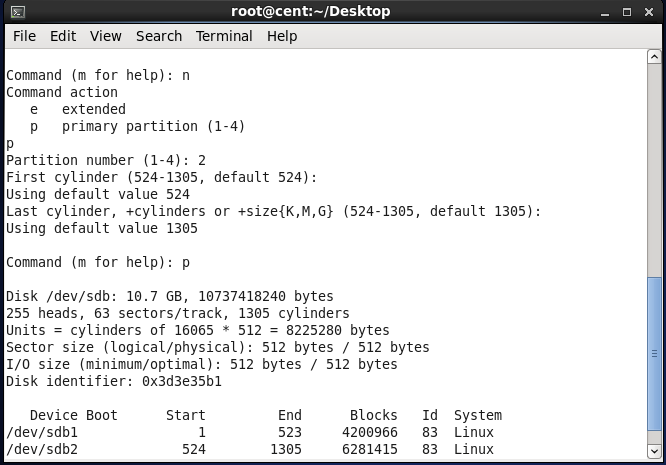 root@cent:~/Desktop
File Edit View Search Terminal Help
Command (m for help): n
Command action
   e   extended
   p   primary partition (1-4)
p
Partition number (1-4): 2
First cylinder (524-1305, default 524):
Using default value 524
Last cylinder, +cylinders or +size{K,M,G} (524-1305, default 1305):
Using default value 1305
Command (m for help): p
Disk /dev/sdb: 10.7 GB, 10737418240 bytes
255 heads, 63 sectors/track, 1305 cylinders
Units = cylinders of 16065 * 512 = 8225280 bytes
Sector size (logical/physical): 512 bytes / 512 bytes
I/O size (minimum/optimal): 512 bytes / 512 bytes
Disk identifier: 0x3d3e35b1
   Device Boot      Start         End      Blocks   Id  System
/dev/sdb1               1         523     4200966   83  Linux
/dev/sdb2             524        1305     6281415   83  Linux